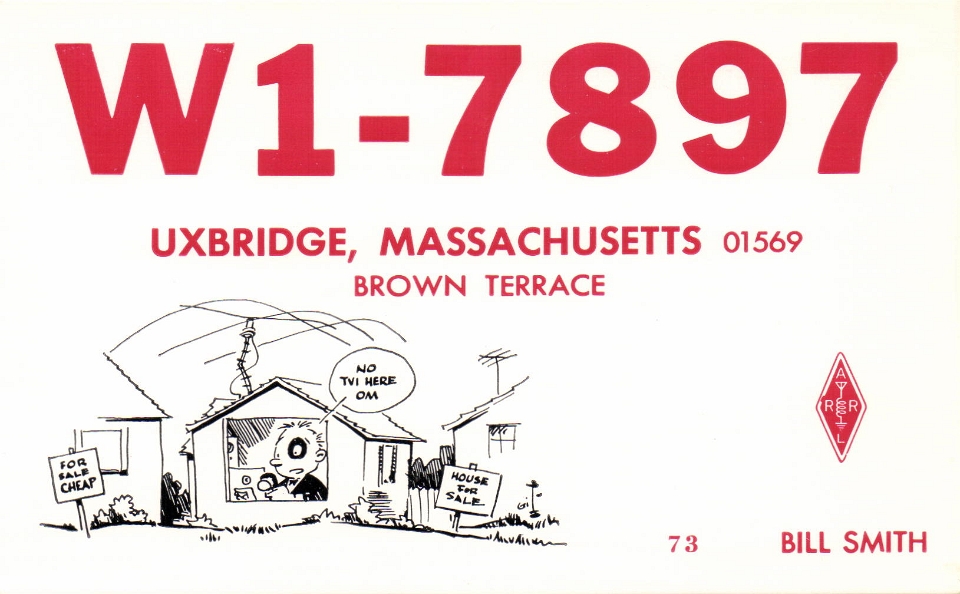 W1-7897
UXBRIDGE, MASSACHUSETTS 01569
BROWN TERRACE
NO
TVI HERE
OM
FOR
SALE
CHEAP
HOUSE
FOR
SALE
A
R R
L
73
BILL SMITH